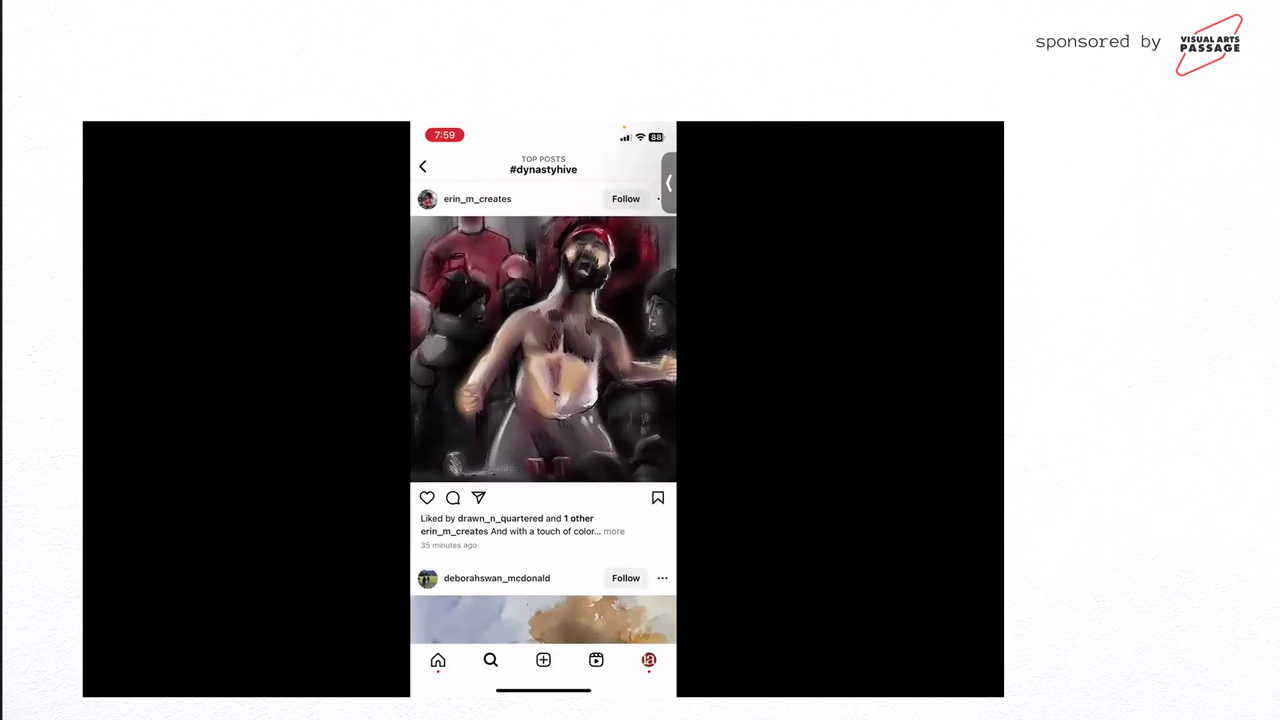 sponsored by
VISUAL ARTS
PASSAGE
7:59
88
TOP POSTS
#dynastyhive
erin_m_creates
Follow
Liked by drawn_n_quartered and 1 other
erin_m_creates And with a touch of color... more
35 minutes ago
deborahswan_mcdonald
Follow